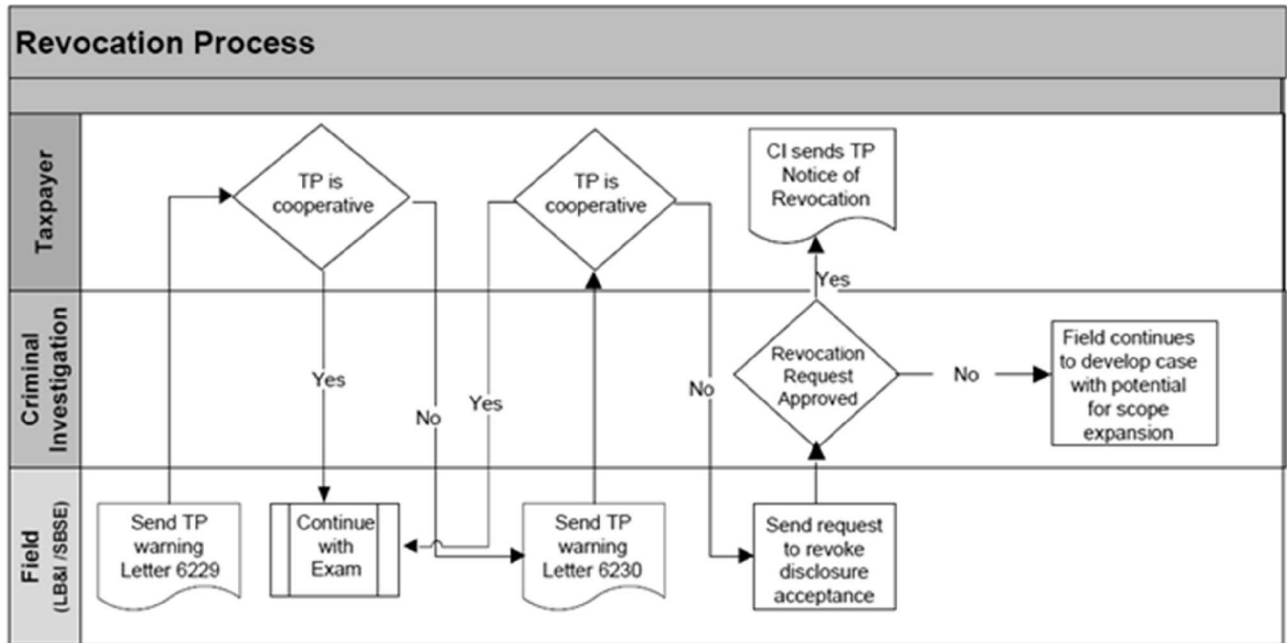 Revocation Process
Taxpayer
TP is
cooperative
TP is
cooperative
CI sends TP
Notice of
Revocation
Yes
Criminal
Investigation
Yes
No
Yes
No
Revocation
Request
Approved
No
Field continues
to develop case
with potential
for scope
expansion
Field
(LB&I /SBSE)
Send TP
warning
Letter 6229
Continue
with
Exam
Send TP
warning
Letter 6230
Send request
to revoke
disclosure
acceptance